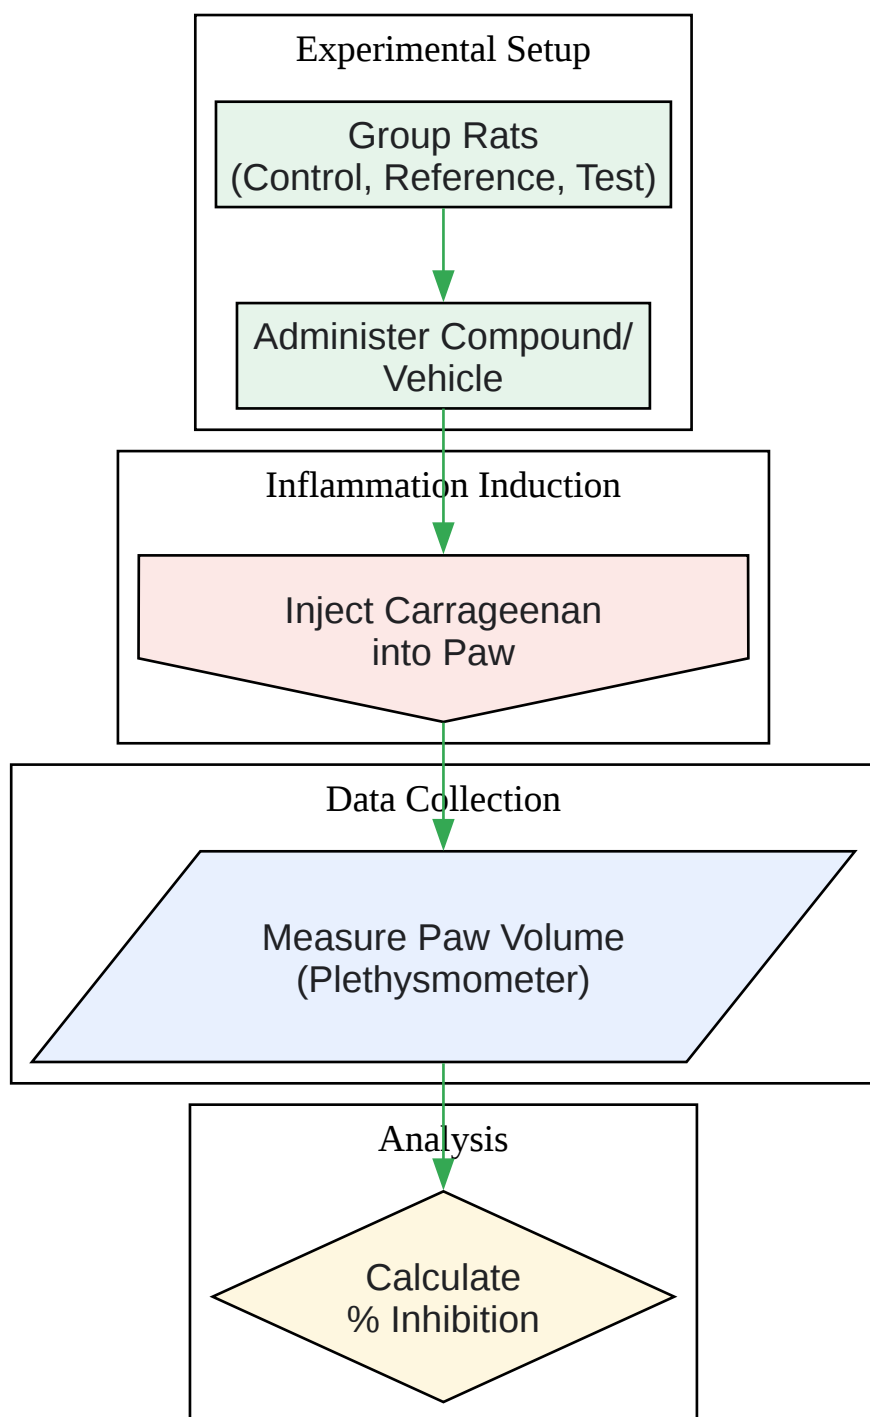 Experimental Setup
Group Rats
(Control, Reference, Test)
Administer Compound/
Vehicle
Inflammation Induction
Inject Carrageenan
into Paw
Data Collection
Measure Paw Volume
(Plethysmometer)
Analysis
Calculate
% Inhibition